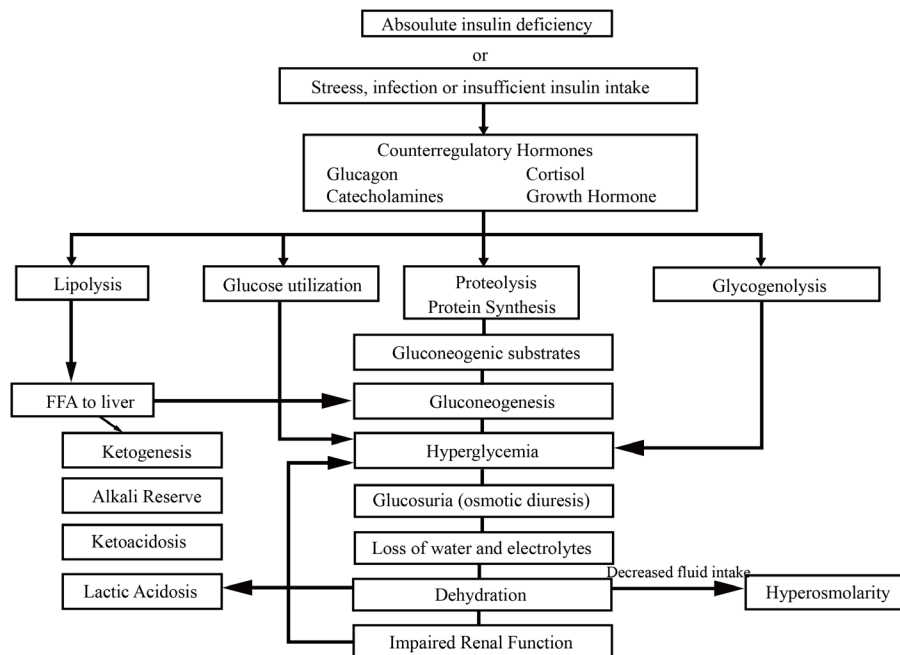 Absoulute insulin deficiency
or
Streess, infection or insufficient insulin intake
Counterregulatory Hormones
Glucagon Cortisol
Catecholamines Growth Hormone
Lipolysis
Glucose utilization
Proteolysis
Protein Synthesis
Glycogenolysis
Gluconeogenic substrates
FFA to liver
Gluconeogenesis
Ketogenesis
Hyperglycemia
Alkali Reserve
Glucosuria (osmotic diuresis)
Ketoacidosis
Loss of water and electrolytes
Lactic Acidosis
Dehydration
Decreased fluid intake
Hyperosmolarity
Impaired Renal Function